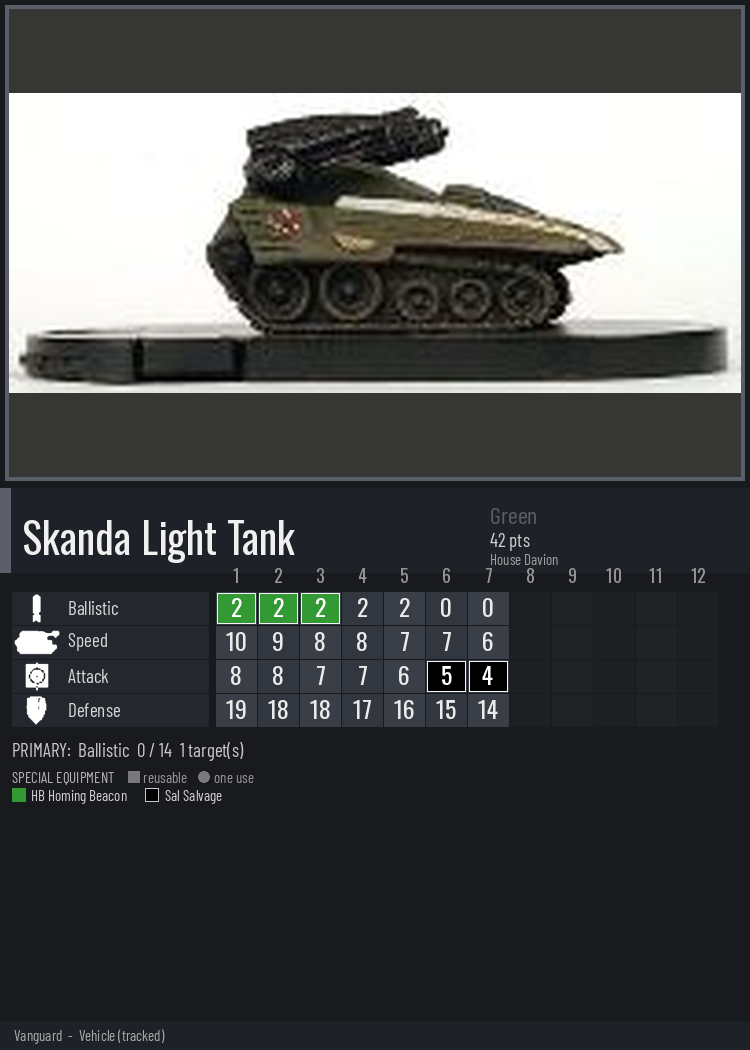 Skanda Light Tank
Green
42 pts
House Davion
1 2 3 4 5 6 7 8 9 10 11 12
Ballistic 2 2 2 2 2 0 0
Speed 10 9 8 8 7 7 6
Attack 8 8 7 7 6 5 4
Defense 19 18 18 17 16 15 14
PRIMARY: Ballistic 0 / 14 1 target(s)
SPECIAL EQUIPMENT reusable one use
HB Homing Beacon Sal Salvage
Vanguard - Vehicle (tracked)